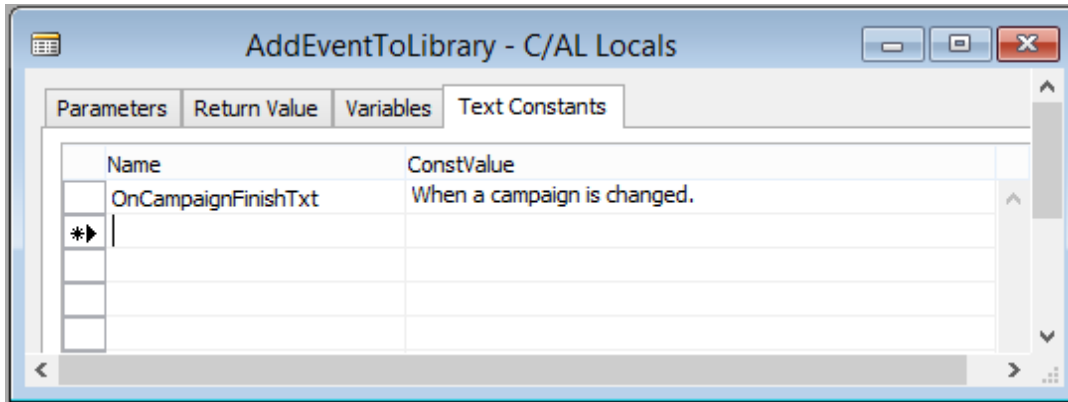 AddEventToLibrary - C/AL Locals
Parameters Return Value Variables Text Constants
Name ConstValue
OnCampaignFinishTxt When a campaign is changed.